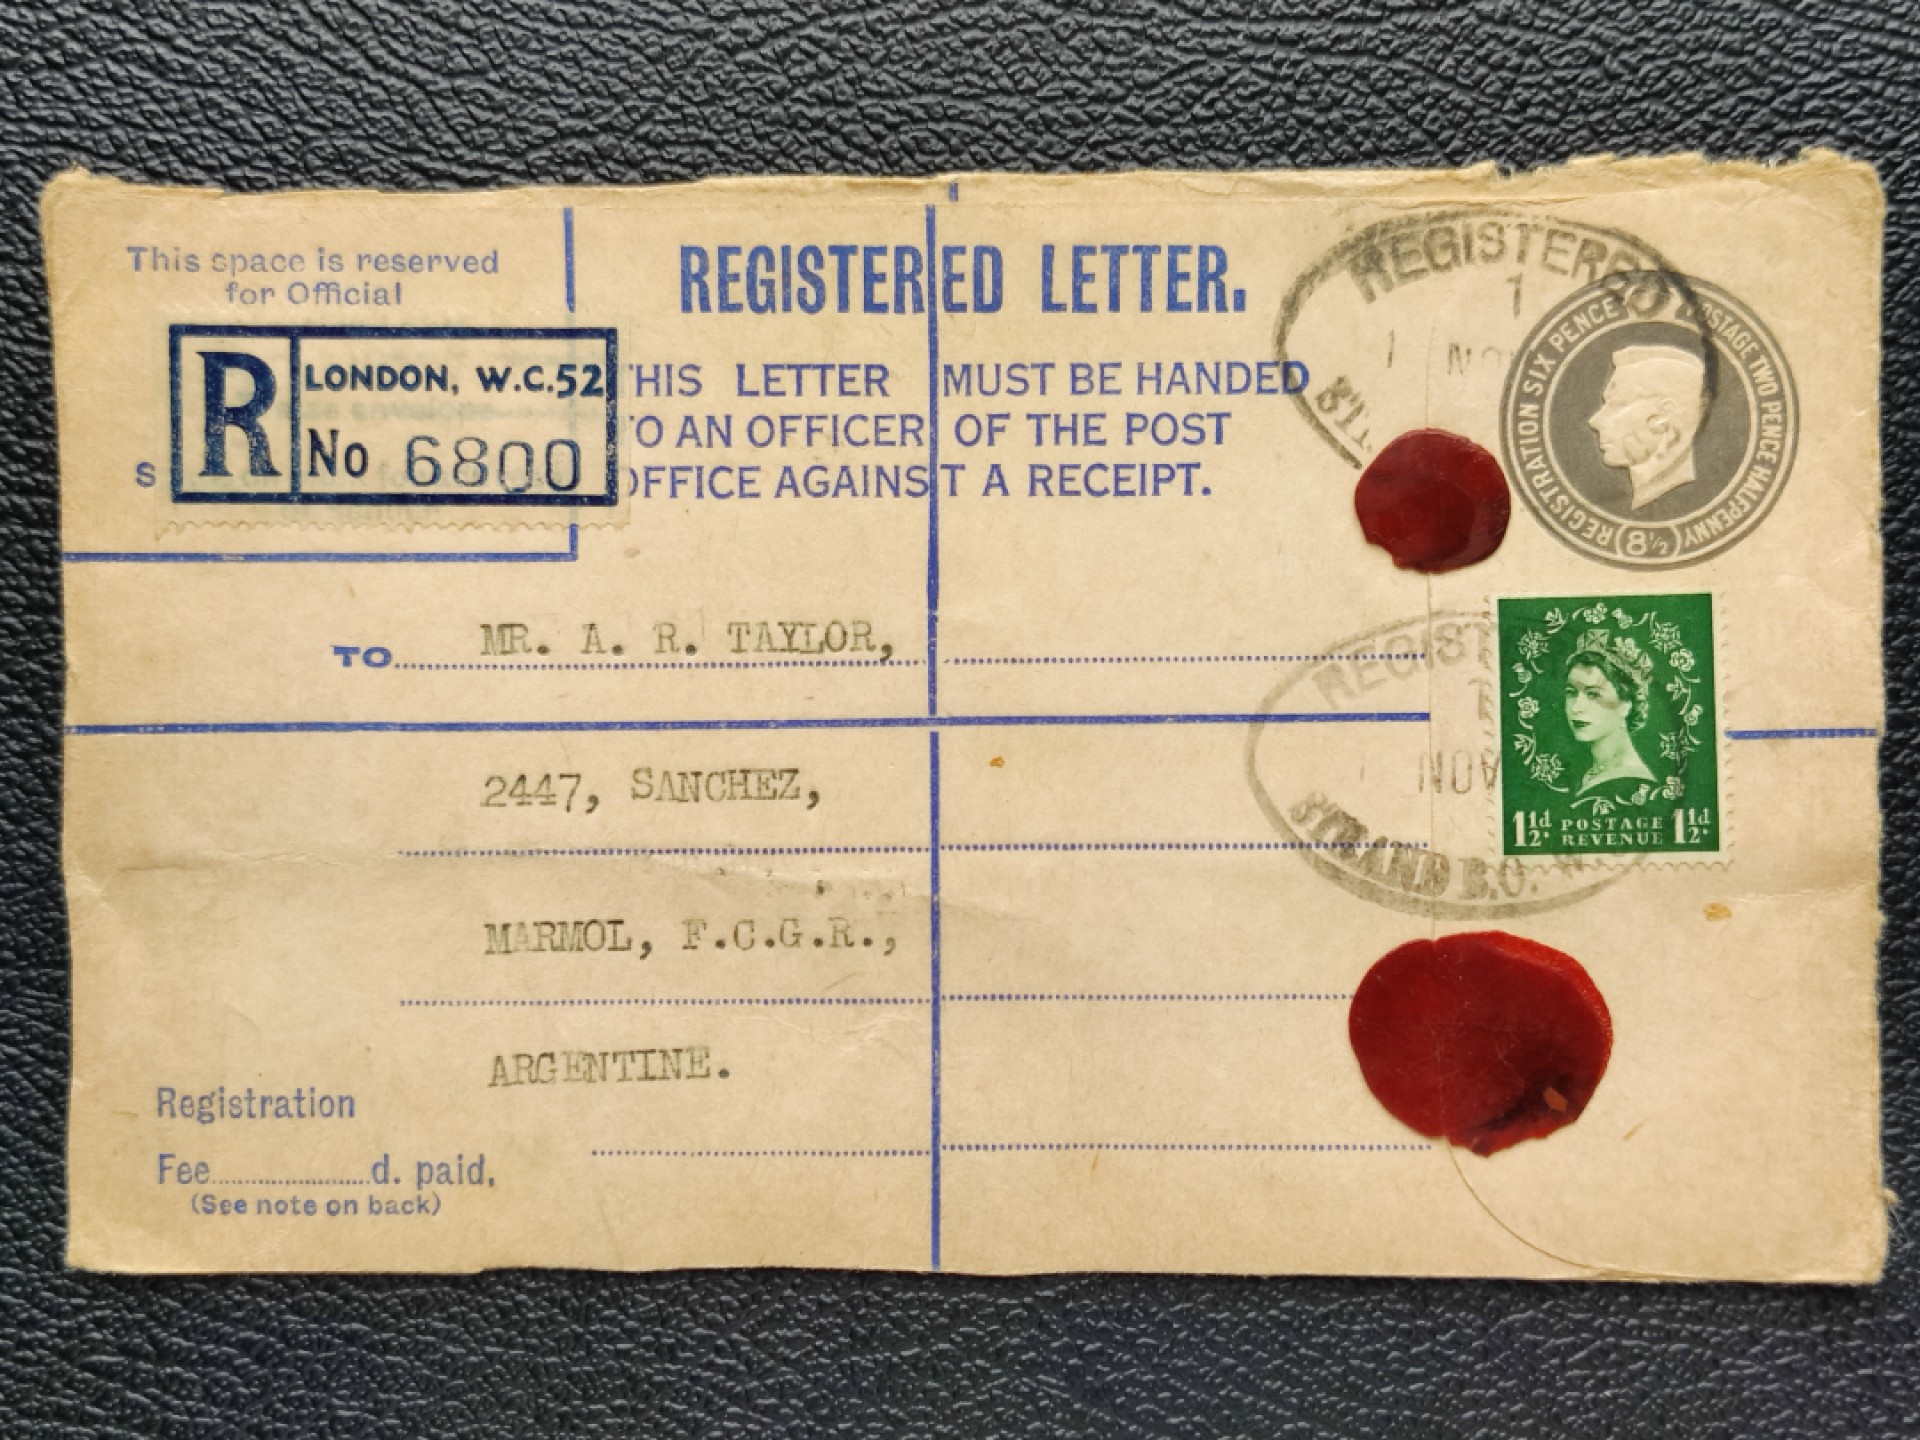 This space is reserved
for Official
REGISTERED LETTER.
R
LONDON, W.C.52
No 6800
THIS LETTER MUST BE HANDED
TO AN OFFICER OF THE POST
OFFICE AGAINST A RECEIPT.
S
REGISTERED
1
1 NOV
REGISTRATION SIX PENCE
POSTAGE TWO PENCE HALFPENNY
8½
TO MR. A. R. TAYLOR,
2447, SANCHEZ,
MARMOL, F.C.G.R.,
ARGENTINE.
NOV
STRAND B.O.
1½d POSTAGE REVENUE 1½d
Registration
Fee d. paid.
(See note on back)